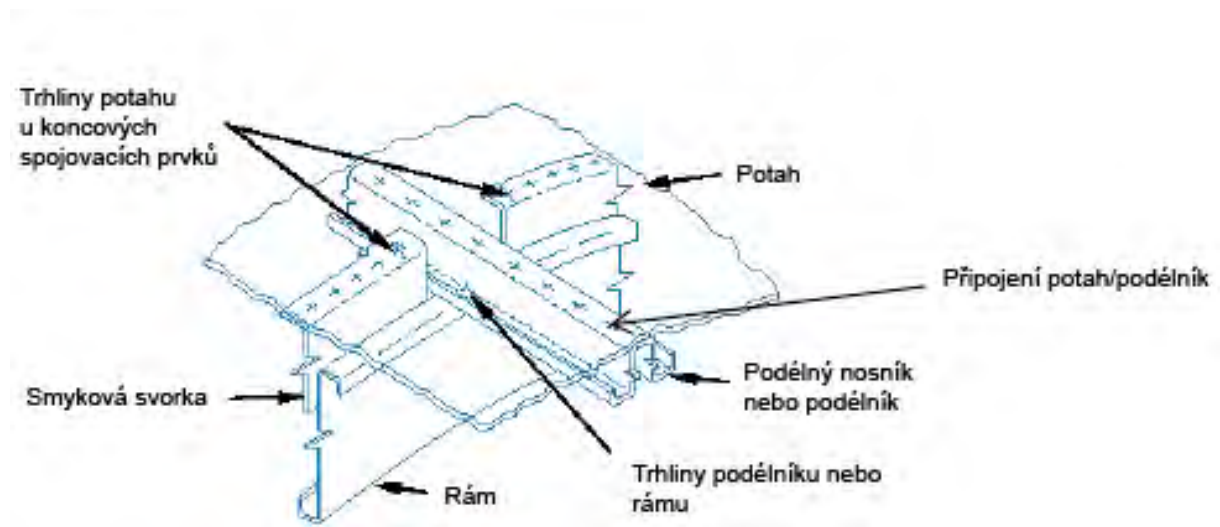 Trhliny potahu
u koncových
spojovacích prvků
Potah
Připojení potah/podélník
Podélný nosník
nebo podélník
Smyková svorka
Trhliny podélníku nebo
rámu
Rám